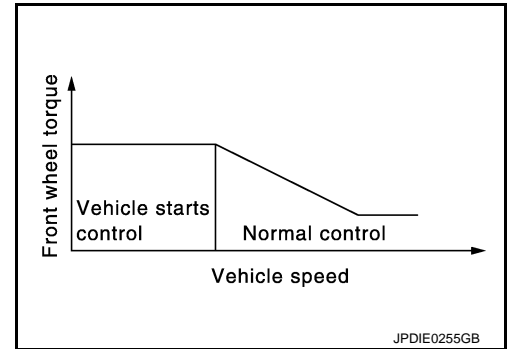 Front wheel torque
Vehicle starts
control
Normal control
Vehicle speed
JPDIE0255GB